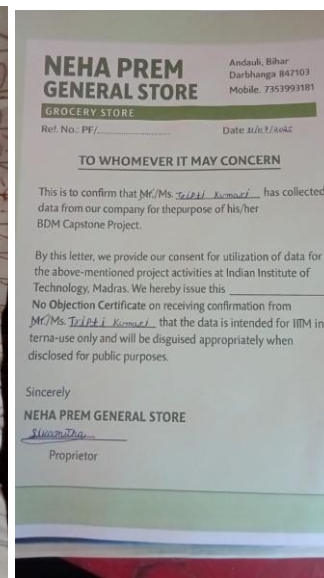 NEHA PREM
GENERAL STORE
Andauli, Bihar
Darbhanga 847103
Mobile. 7353993181
GROCERY STORE
Ref. No.: PF/
Date
TO WHOMEVER IT MAY CONCERN
This is to confirm that Mr./Ms. Tripti Kumari has collected
data from our company for thepurpose of his/her
BDM Capstone Project.
By this letter, we provide our consent for utilization of data for
the above-mentioned project activities at Indian Institute of
Technology, Madras. We hereby issue this
No Objection Certificate on receiving confirmation from
Mr./Ms. Tripti Kumari that the data is intended for IITM in
terna-use only and will be disguised appropriately when
disclosed for public purposes.
Sincerely
NEHA PREM GENERAL STORE
Proprietor